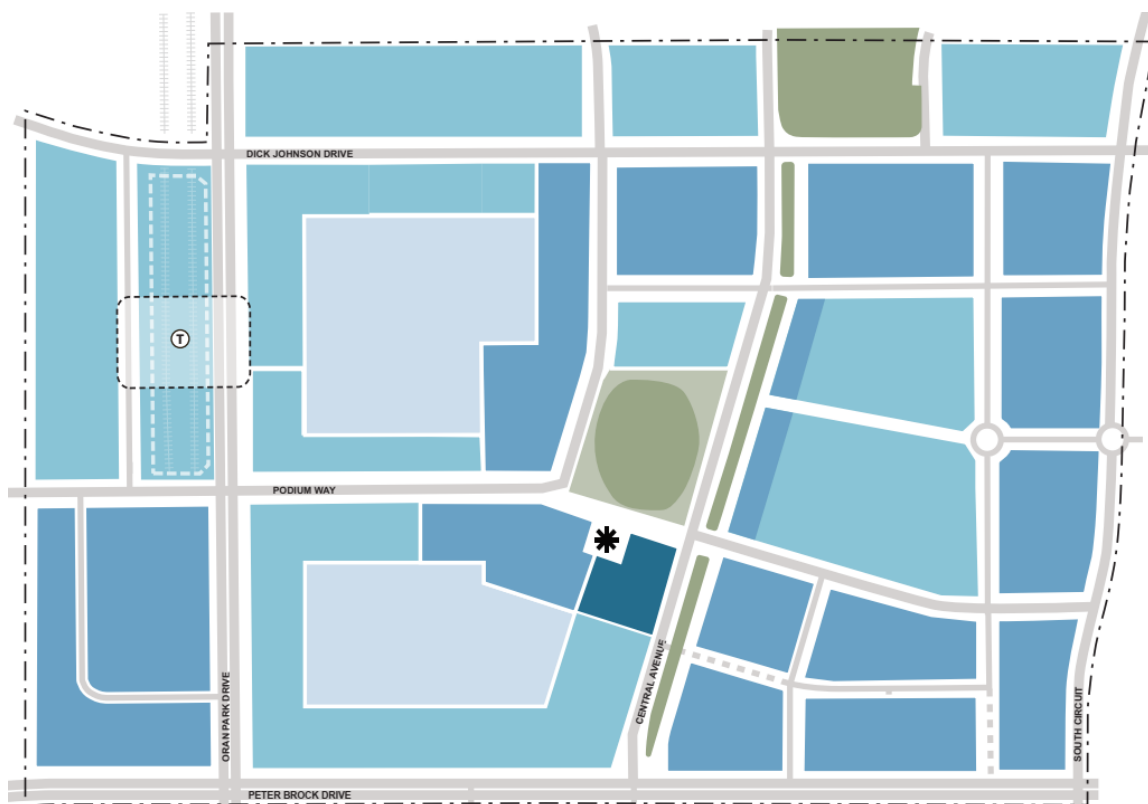 DICK JOHNSON DRIVE
T
PODIUM WAY
CENTRAL AVENUE
ORAN PARK DRIVE
SOUTH CIRCUIT
PETER BROCK DRIVE